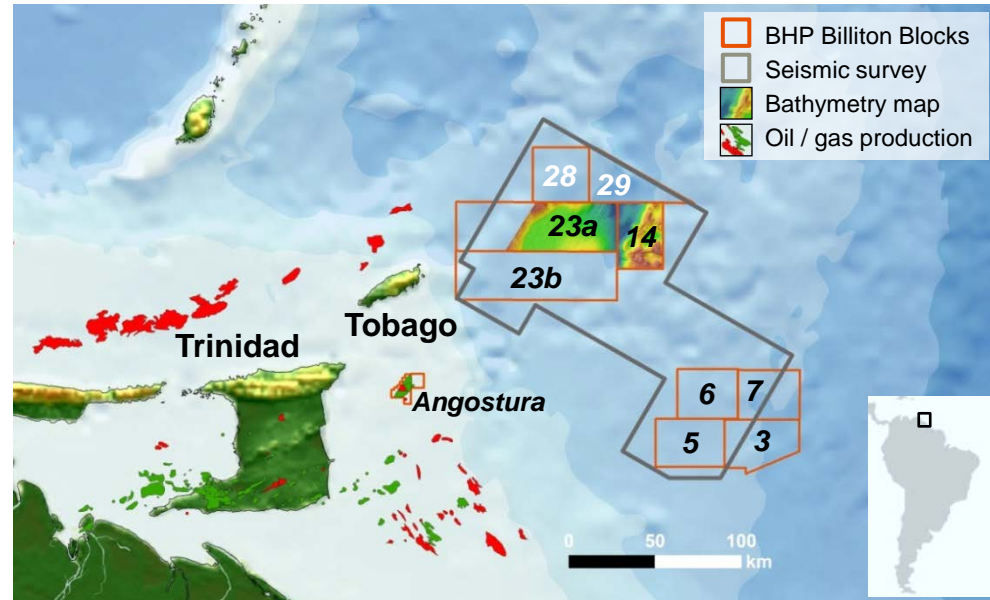 BHP Billiton Blocks
Seismic survey
Bathymetry map
Oil / gas production
28
29
23a
14
23b
Tobago
Trinidad
Angostura
6
7
5
3
0 50 100
km